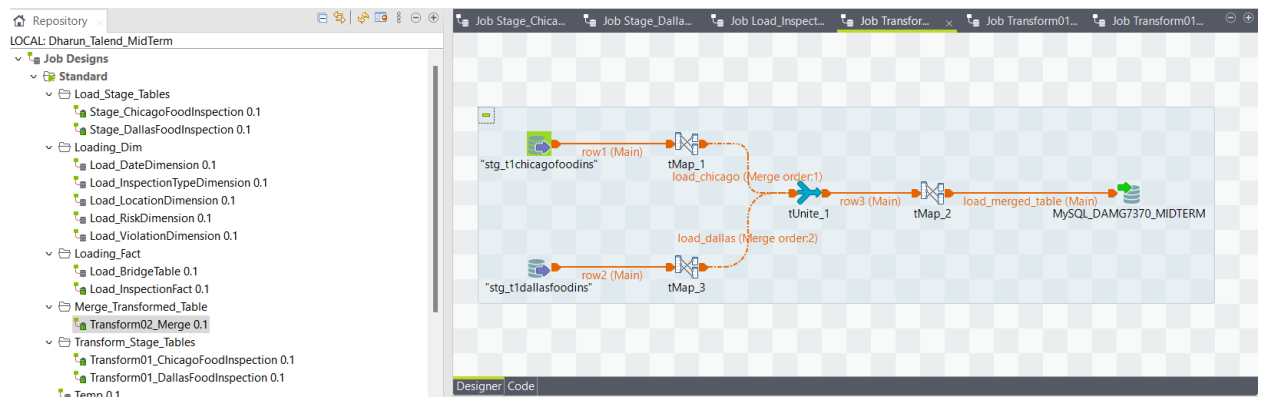 Repository
LOCAL: Dharun_Talend_MidTerm
Job Designs
Standard
Load_Stage_Tables
Stage_ChicagoFoodInspection 0.1
Stage_DallasFoodInspection 0.1
Loading_Dim
Load_DateDimension 0.1
Load_InspectionTypeDimension 0.1
Load_LocationDimension 0.1
Load_RiskDimension 0.1
Load_ViolationDimension 0.1
Loading_Fact
Load_BridgeTable 0.1
Load_InspectionFact 0.1
Merge_Transformed_Table
Transform02_Merge 0.1
Transform_Stage_Tables
Transform01_ChicagoFoodInspection 0.1
Transform01_DallasFoodInspection 0.1
Temp 0.1
Job Stage_Chica... Job Stage_Dalla... Job Load_Inspect... Job Transfor... Job Transform01... Job Transform01...
row1 (Main)
"stg_t1chicagofoodins" tMap_1
load_chicago (Merge order:1)
row3 (Main) load_merged_table (Main)
tUnite_1 tMap_2 MySQL_DAMG7370_MIDTERM
load_dallas (Merge order:2)
row2 (Main)
"stg_t1dallasfoodins" tMap_3
Designer Code